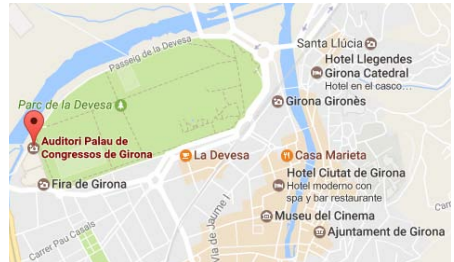 Passeig de la Devesa
Santa Llúcia
Hotel Llegendes
Girona Catedral
Hotel en el casco...
Parc de la Devesa
Girona Gironès
Auditori Palau de
Congressos de Girona
La Devesa
Casa Marieta
Hotel Ciutat de Girona
Hotel moderno con
spa y bar restaurante
Fira de Girona
Via de Jaume I
Museu del Cinema
Ajuntament de Girona
Carrer Pau Casals